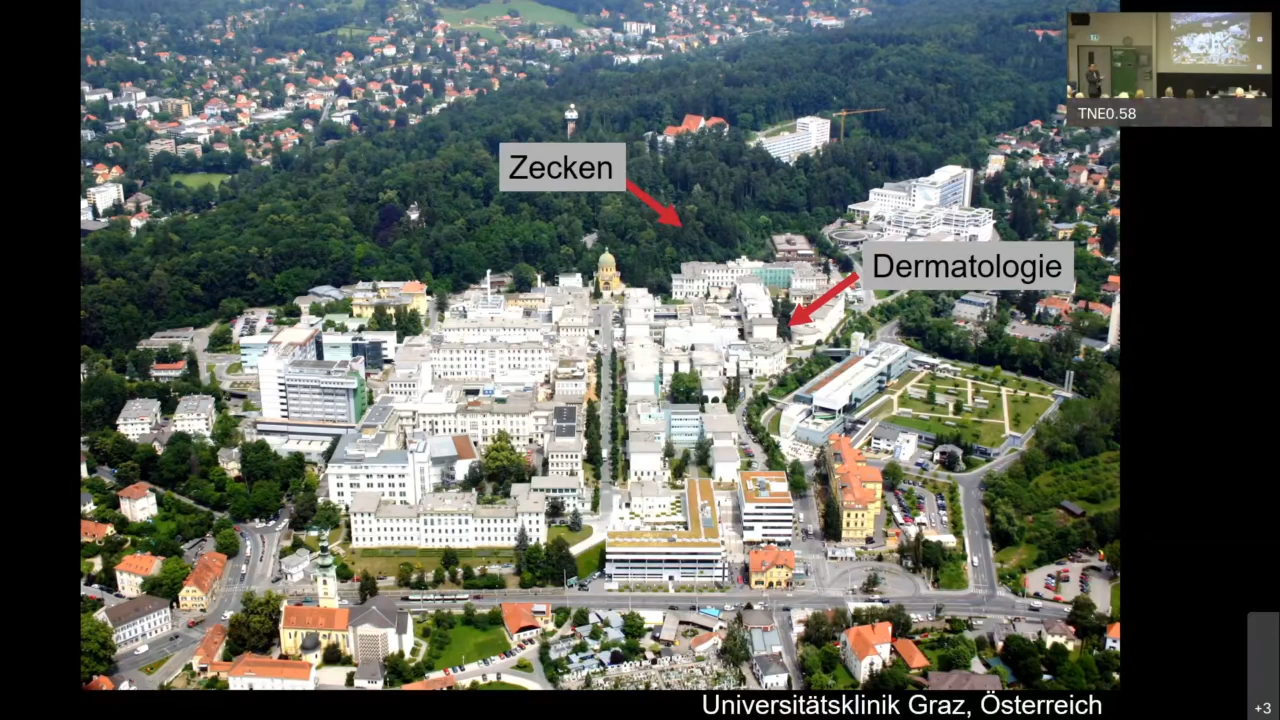 TNE0.58
Zecken
Dermatologie
Universitätsklinik Graz, Österreich
+3